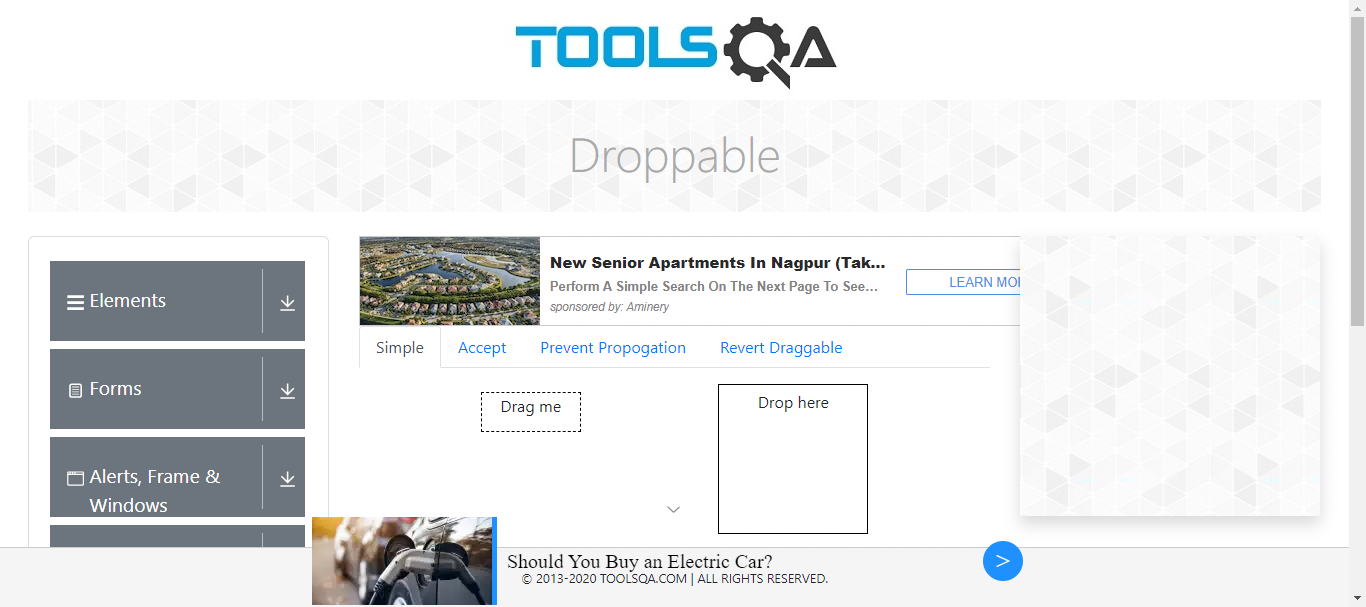 TOOLSQA
Droppable
Elements
Forms
Alerts, Frame &
Windows
New Senior Apartments In Nagpur (Tak...
Perform A Simple Search On The Next Page To See...
sponsored by: Aminery
LEARN MO
Simple
Accept
Prevent Propogation
Revert Draggable
Drag me
Drop here
Should You Buy an Electric Car?
© 2013-2020 TOOLSQA.COM | ALL RIGHTS RESERVED.
>